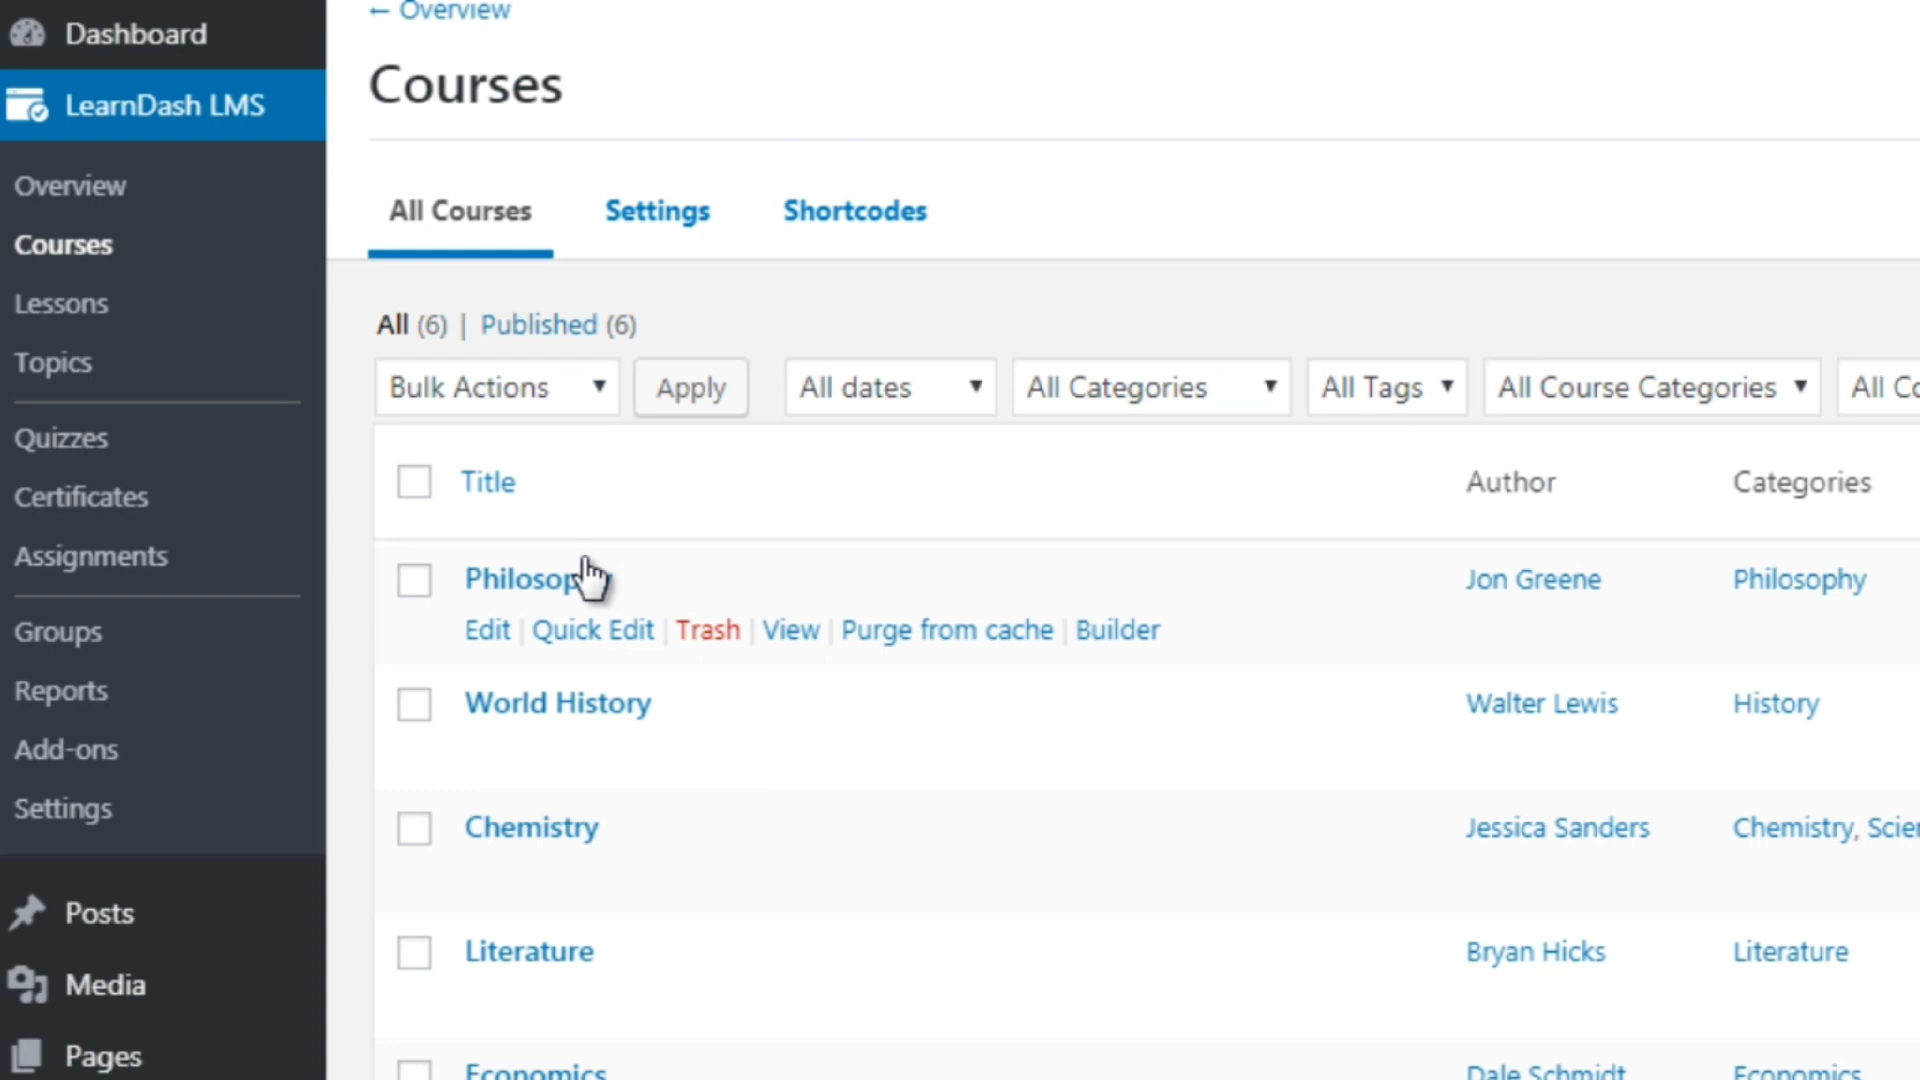 Dashboard
LearnDash LMS
Overview
Courses
Lessons
Topics
Quizzes
Certificates
Assignments
Groups
Reports
Add-ons
Settings
Posts
Media
Pages
← Overview
Courses
All Courses Settings Shortcodes
All (6) | Published (6)
Bulk Actions Apply All dates All Categories All Tags All Course Categories All
Title Author Categories
Philosophy Jon Greene Philosophy
Edit | Quick Edit | Trash | View | Purge from cache | Builder
World History Walter Lewis History
Chemistry Jessica Sanders Chemistry,
Literature Bryan Hicks Literature
Economics Dale Schmidt Economics